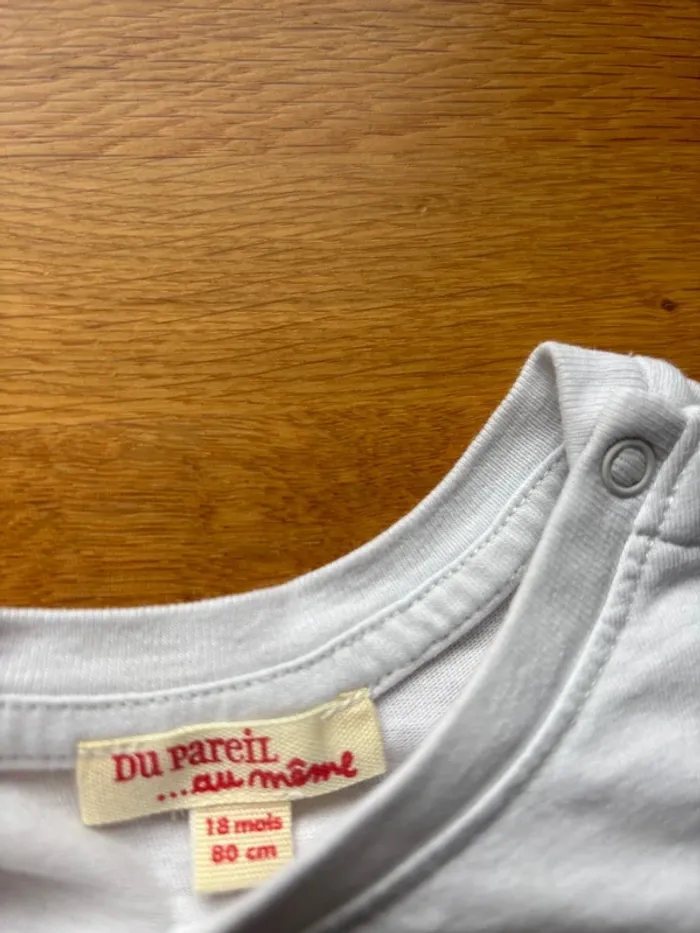 DU PAREIL
...au même
18 mois
80 cm